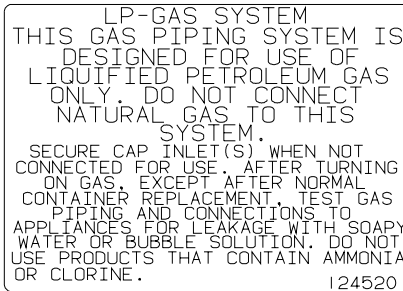 LP-GAS SYSTEM
THIS GAS PIPING SYSTEM IS
DESIGNED FOR USE OF
LIQUIFIED PETROLEUM GAS
ONLY. DO NOT CONNECT
NATURAL GAS TO THIS
SYSTEM.
SECURE CAP INLET(S) WHEN NOT
CONNECTED FOR USE. AFTER TURNING
ON GAS, EXCEPT AFTER NORMAL
CONTAINER REPLACEMENT, TEST GAS
PIPING AND CONNECTIONS TO
APPLIANCES FOR LEAKAGE WITH SOAPY
WATER OR BUBBLE SOLUTION. DO NOT
USE PRODUCTS THAT CONTAIN AMMONIA
OR CLORINE.
124520